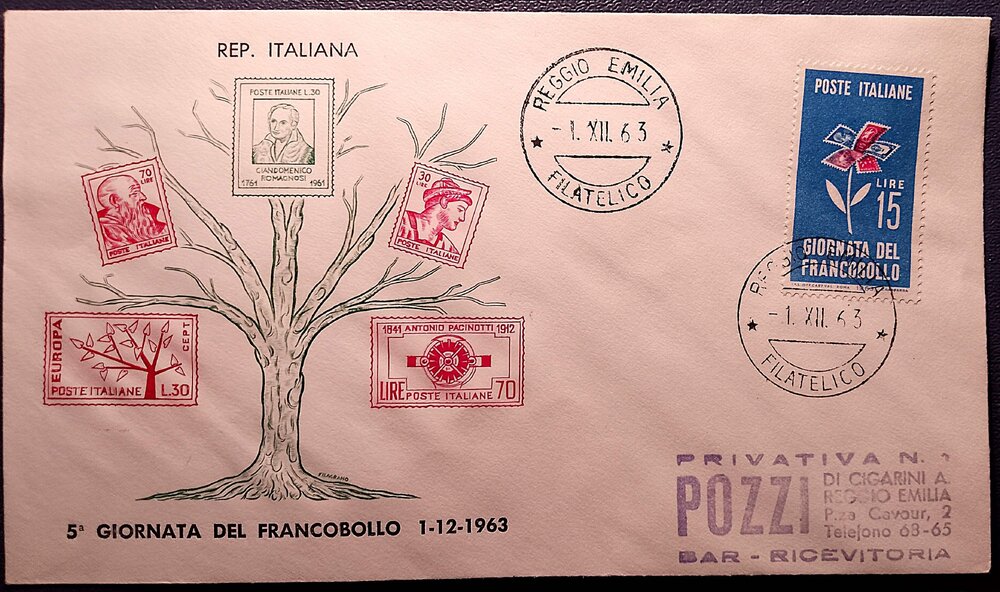 REP. ITALIANA
POSTE ITALIANE L.30
GIANDOMENICO
ROMAGNOSI
1761 1961
70
LIRE
POSTE ITALIANE
30
LIRE
POSTE ITALIANE
EUROPA
CEPT
POSTE ITALIANE L.30
1841 ANTONIO PACINOTTI 1912
LIRE POSTE ITALIANE 70
FILAGRANO
5ª GIORNATA DEL FRANCOBOLLO 1-12-1963
REGGIO EMILIA
-1. XII. 63
FILATELICO
POSTE ITALIANE
LIRE
15
GIORNATA DEL
FRANCOBOLLO
REGGIO EMILIA
-1. XII. 63
FILATELICO
PRIVATIVA N.
POZZI
DI CIGARINI A.
REGGIO EMILIA
P.za Cavour, 2
Telefono 68-65
BAR - RICEVITORIA